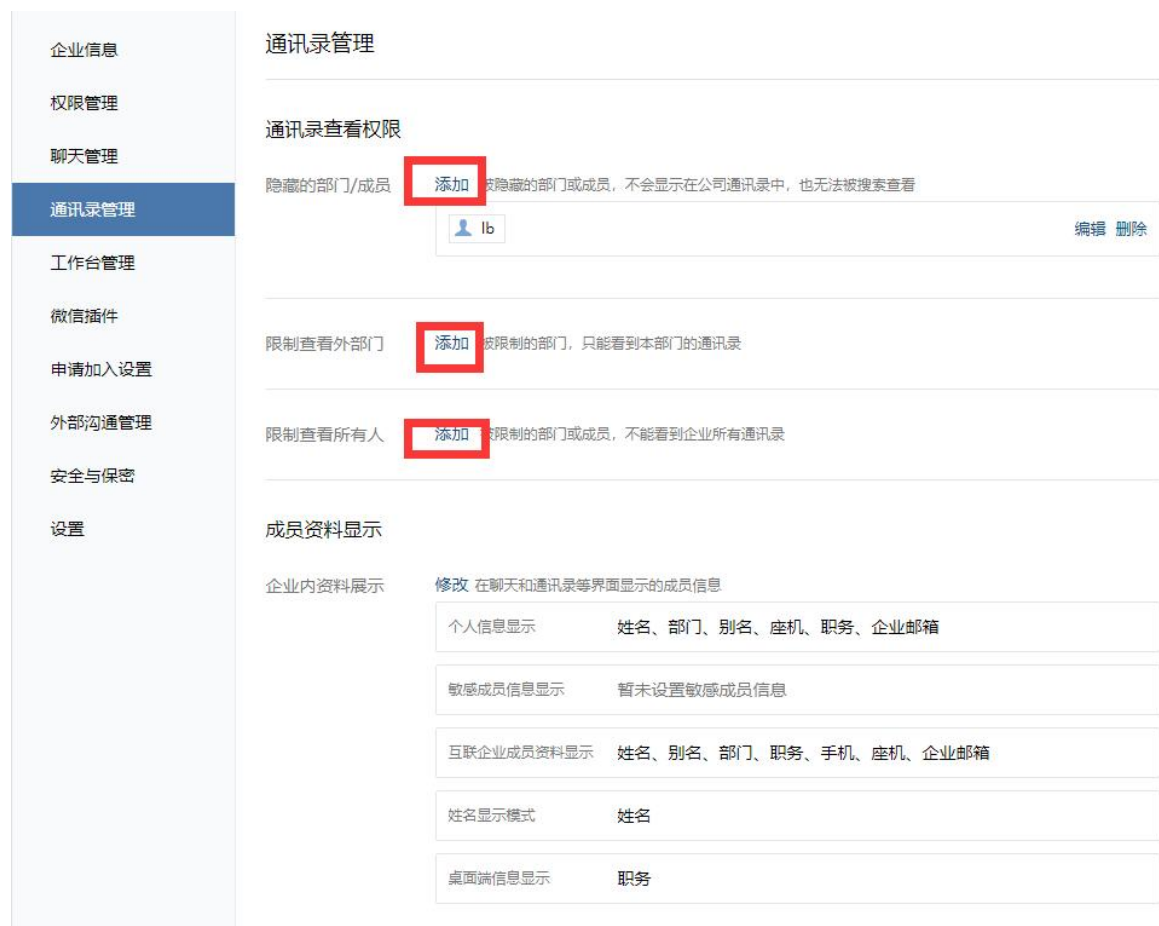 企业信息
权限管理
聊天管理
通讯录管理
工作台管理
微信插件
申请加入设置
外部沟通管理
安全与保密
设置
通讯录管理
通讯录查看权限
隐藏的部门/成员 添加 被隐藏的部门或成员，不会显示在公司通讯录中，也无法被搜索查看
lb 编辑 删除
限制查看外部门 添加 被限制的部门，只能看到本部门的通讯录
限制查看所有人 添加 被限制的部门或成员，不能看到企业所有通讯录
成员资料显示
企业内资料展示 修改 在聊天和通讯录等界面显示的成员信息
个人信息显示 姓名、部门、别名、座机、职务、企业邮箱
敏感成员信息显示 暂未设置敏感成员信息
互联企业成员资料显示 姓名、别名、部门、职务、手机、座机、企业邮箱
姓名显示模式 姓名
桌面端信息显示 职务